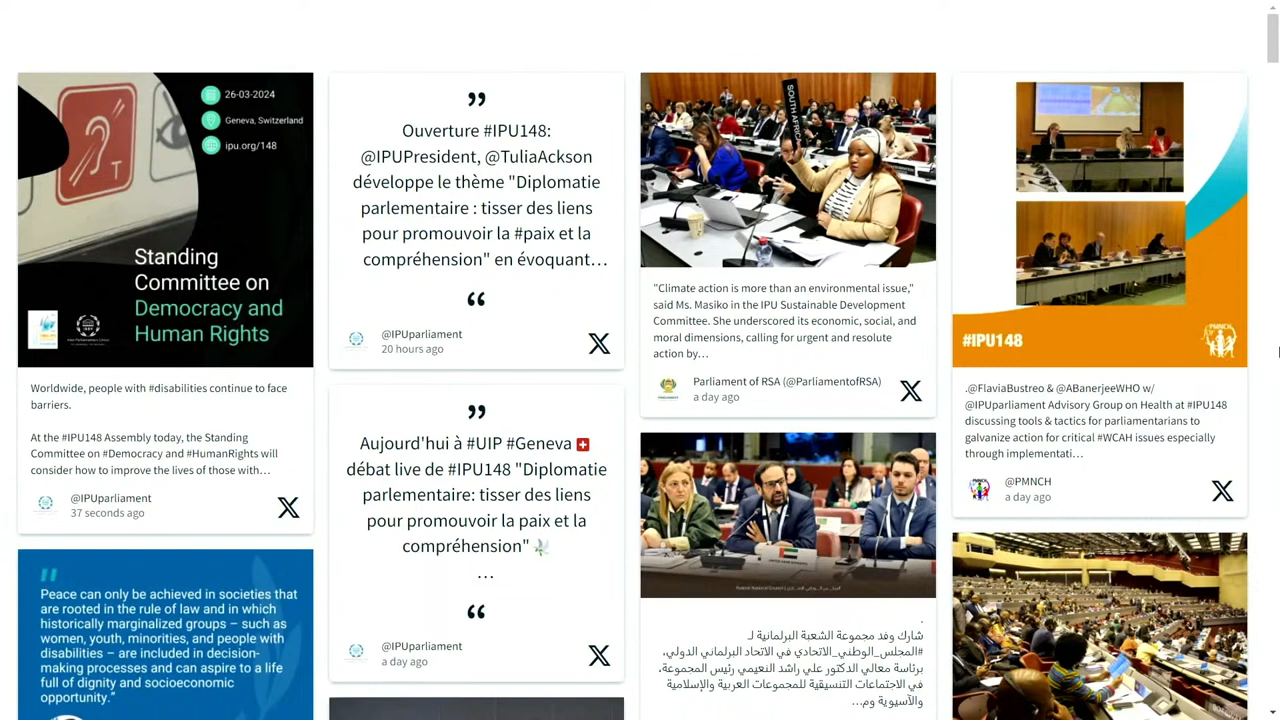 26-03-2024
Geneva, Switzerland
ipu.org/148
T
Standing
Committee on
Democracy and
Human Rights
Worldwide, people with #disabilities continue to face
barriers.
At the #IPU148 Assembly today, the Standing
Committee on #Democracy and #HumanRights will
consider how to improve the lives of those with…
@IPUparliament
37 seconds ago
"
Peace can only be achieved in societies that
are rooted in the rule of law and in which
historically marginalized groups – such as
women, youth, minorities, and people with
disabilities – are included in decision-
making processes and can aspire to a life
full of dignity and socioeconomic
opportunity."
”
Ouverture #IPU148:
@IPUPresident, @TuliaAckson
développe le thème "Diplomatie
parlementaire : tisser des liens
pour promouvoir la #paix et la
compréhension" en évoquant…
“
@IPUparliament
20 hours ago
”
Aujourd'hui à #UIP #Geneva 🇨🇭
débat live de #IPU148 "Diplomatie
parlementaire: tisser des liens
pour promouvoir la paix et la
compréhension" 🕊️
…
“
@IPUparliament
a day ago
SOUTH AFRICA
"Climate action is more than an environmental issue,"
said Ms. Masiko in the IPU Sustainable Development
Committee. She underscored its economic, social, and
moral dimensions, calling for urgent and resolute
action by…
Parliament of RSA (@ParliamentofRSA)
a day ago
UNITED ARAB EMIRATES
.
شارك وفد مجموعة الشعبة البرلمانية لـ
#المجلس_الوطني_الاتحادي في الاتحاد البرلماني الدولي،
برئاسة معالي الدكتور علي راشد النعيمي رئيس المجموعة،
في الاجتماعات التنسيقية للمجموعات العربية والإسلامية
والآسيوية وم…
#IPU148
PMNCH
.@FlaviaBustreo & @ABanerjeeWHO w/
@IPUparliament Advisory Group on Health at #IPU148
discussing tools & tactics for parliamentarians to
galvanize action for critical #WCAH issues especially
through implementati…
@PMNCH
a day ago